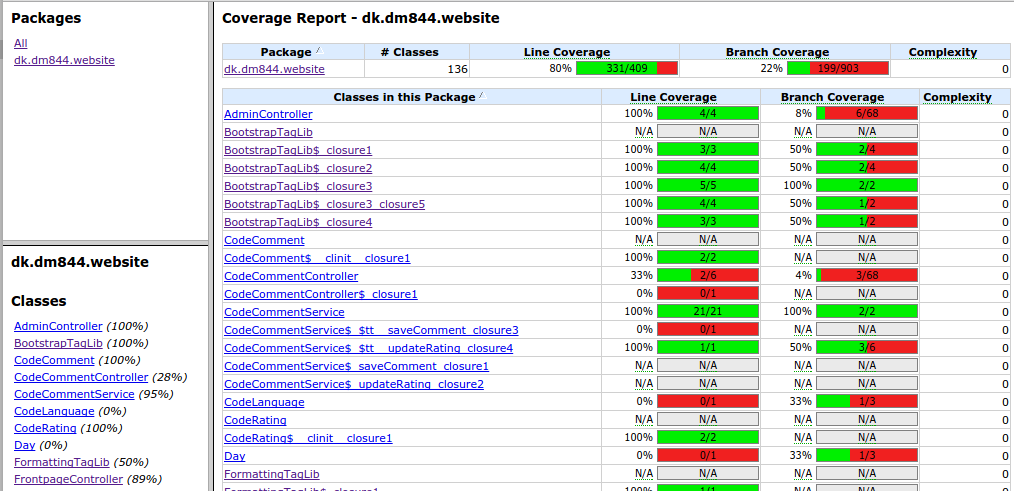 Packages
All
dk.dm844.website
dk.dm844.website
Classes
AdminController (100%)
BootstrapTagLib (100%)
CodeComment (100%)
CodeCommentController (28%)
CodeCommentService (95%)
CodeLanguage (0%)
CodeRating (100%)
Day (0%)
FormattingTagLib (50%)
FrontpageController (89%)
Coverage Report - dk.dm844.website
Package # Classes Line Coverage Branch Coverage Complexity
dk.dm844.website 136 80% 331/409 22% 199/903 0
Classes in this Package Line Coverage Branch Coverage Complexity
AdminController 100% 4/4 8% 6/68 0
BootstrapTagLib N/A N/A N/A N/A 0
BootstrapTagLib$_closure1 100% 3/3 50% 2/4 0
BootstrapTagLib$_closure2 100% 4/4 50% 2/4 0
BootstrapTagLib$_closure3 100% 5/5 100% 2/2 0
BootstrapTagLib$_closure3_closure5 100% 4/4 50% 1/2 0
BootstrapTagLib$_closure4 100% 3/3 50% 1/2 0
CodeComment N/A N/A N/A N/A 0
CodeComment$__clinit__closure1 100% 2/2 N/A N/A 0
CodeCommentController 33% 2/6 4% 3/68 0
CodeCommentController$_closure1 0% 0/1 N/A N/A 0
CodeCommentService 100% 21/21 100% 2/2 0
CodeCommentService$_$tt__saveComment_closure3 0% 0/1 N/A N/A 0
CodeCommentService$_$tt__updateRating_closure4 100% 1/1 50% 3/6 0
CodeCommentService$_saveComment_closure1 N/A N/A N/A N/A 0
CodeCommentService$_updateRating_closure2 N/A N/A N/A N/A 0
CodeLanguage 0% 0/1 33% 1/3 0
CodeRating N/A N/A N/A N/A 0
CodeRating$__clinit__closure1 100% 2/2 N/A N/A 0
Day 0% 0/1 33% 1/3 0
FormattingTagLib N/A N/A N/A N/A 0
FormattingTagLib$_closure1 100% 1/1 N/A N/A 0